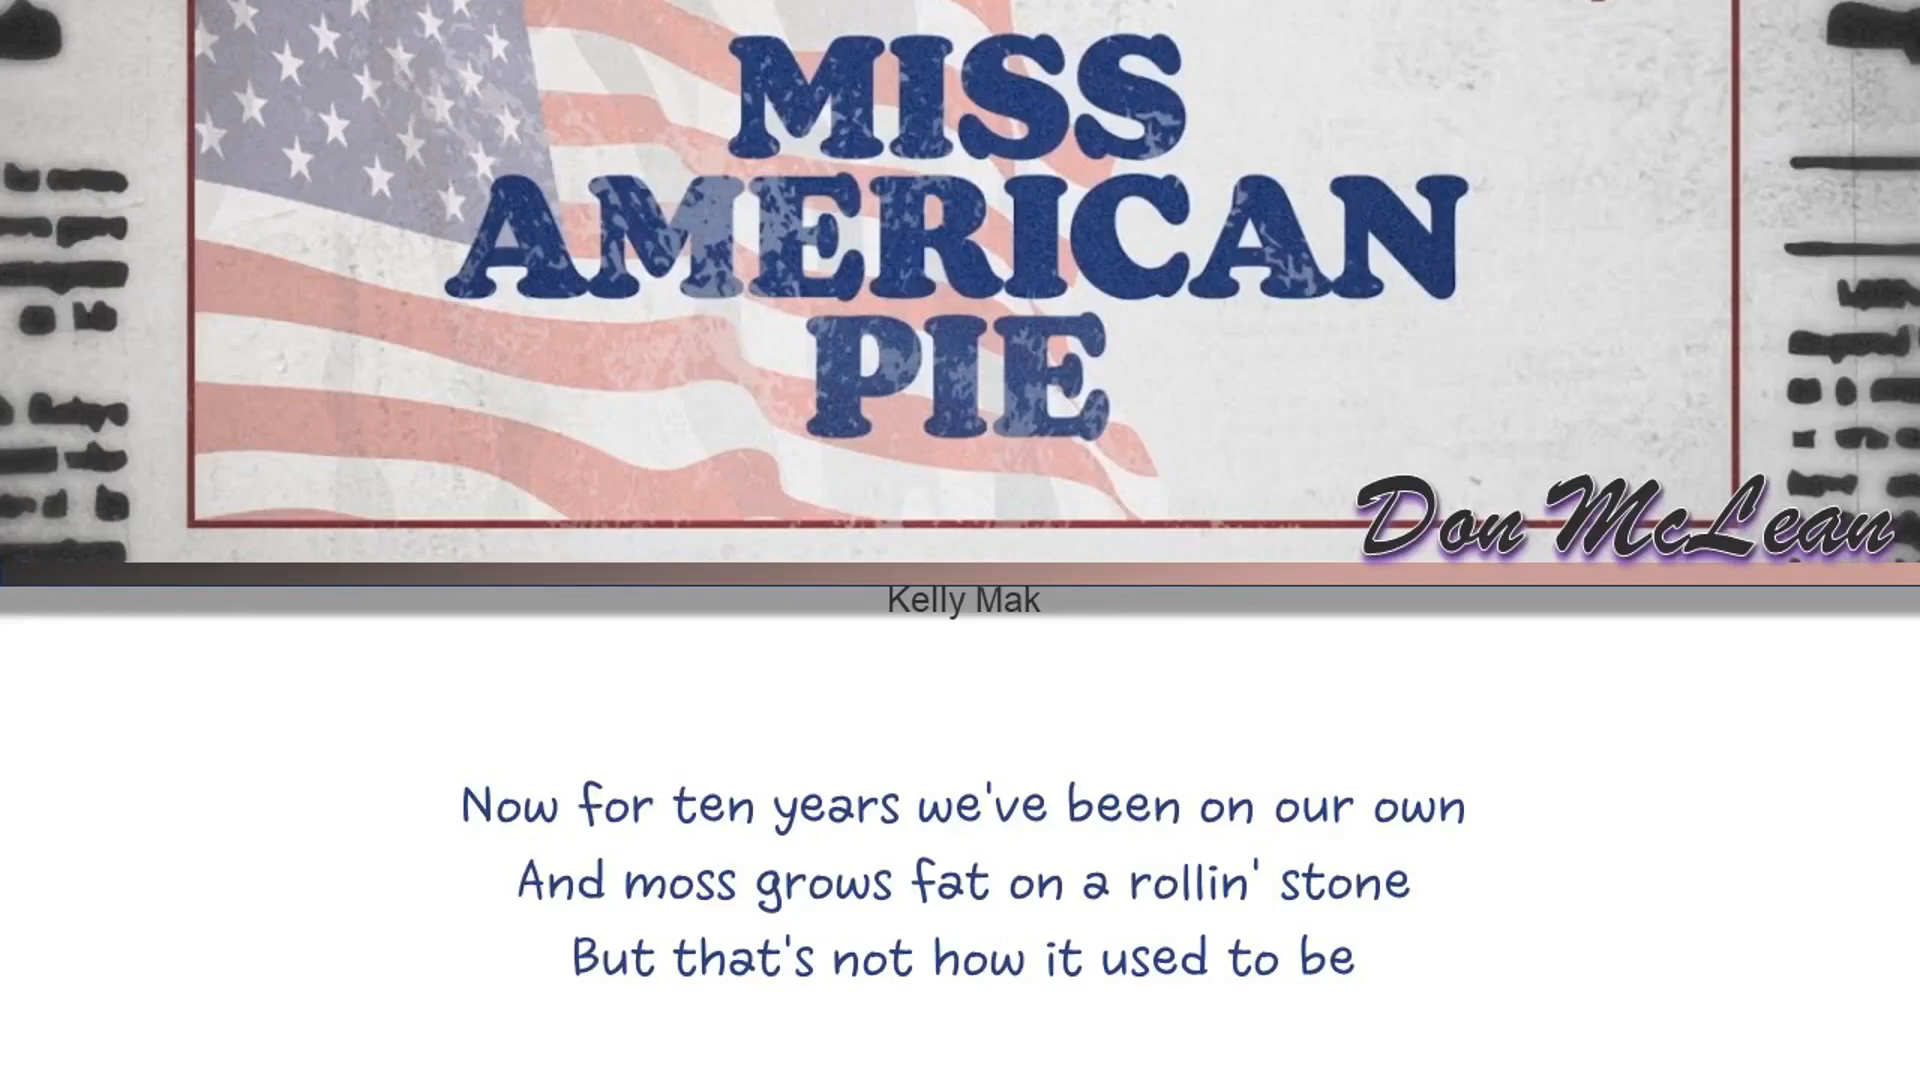 MISS
AMERICAN
PIE
Don McLean
Kelly Mak
Now for ten years we've been on our own
And moss grows fat on a rollin' stone
But that's not how it used to be